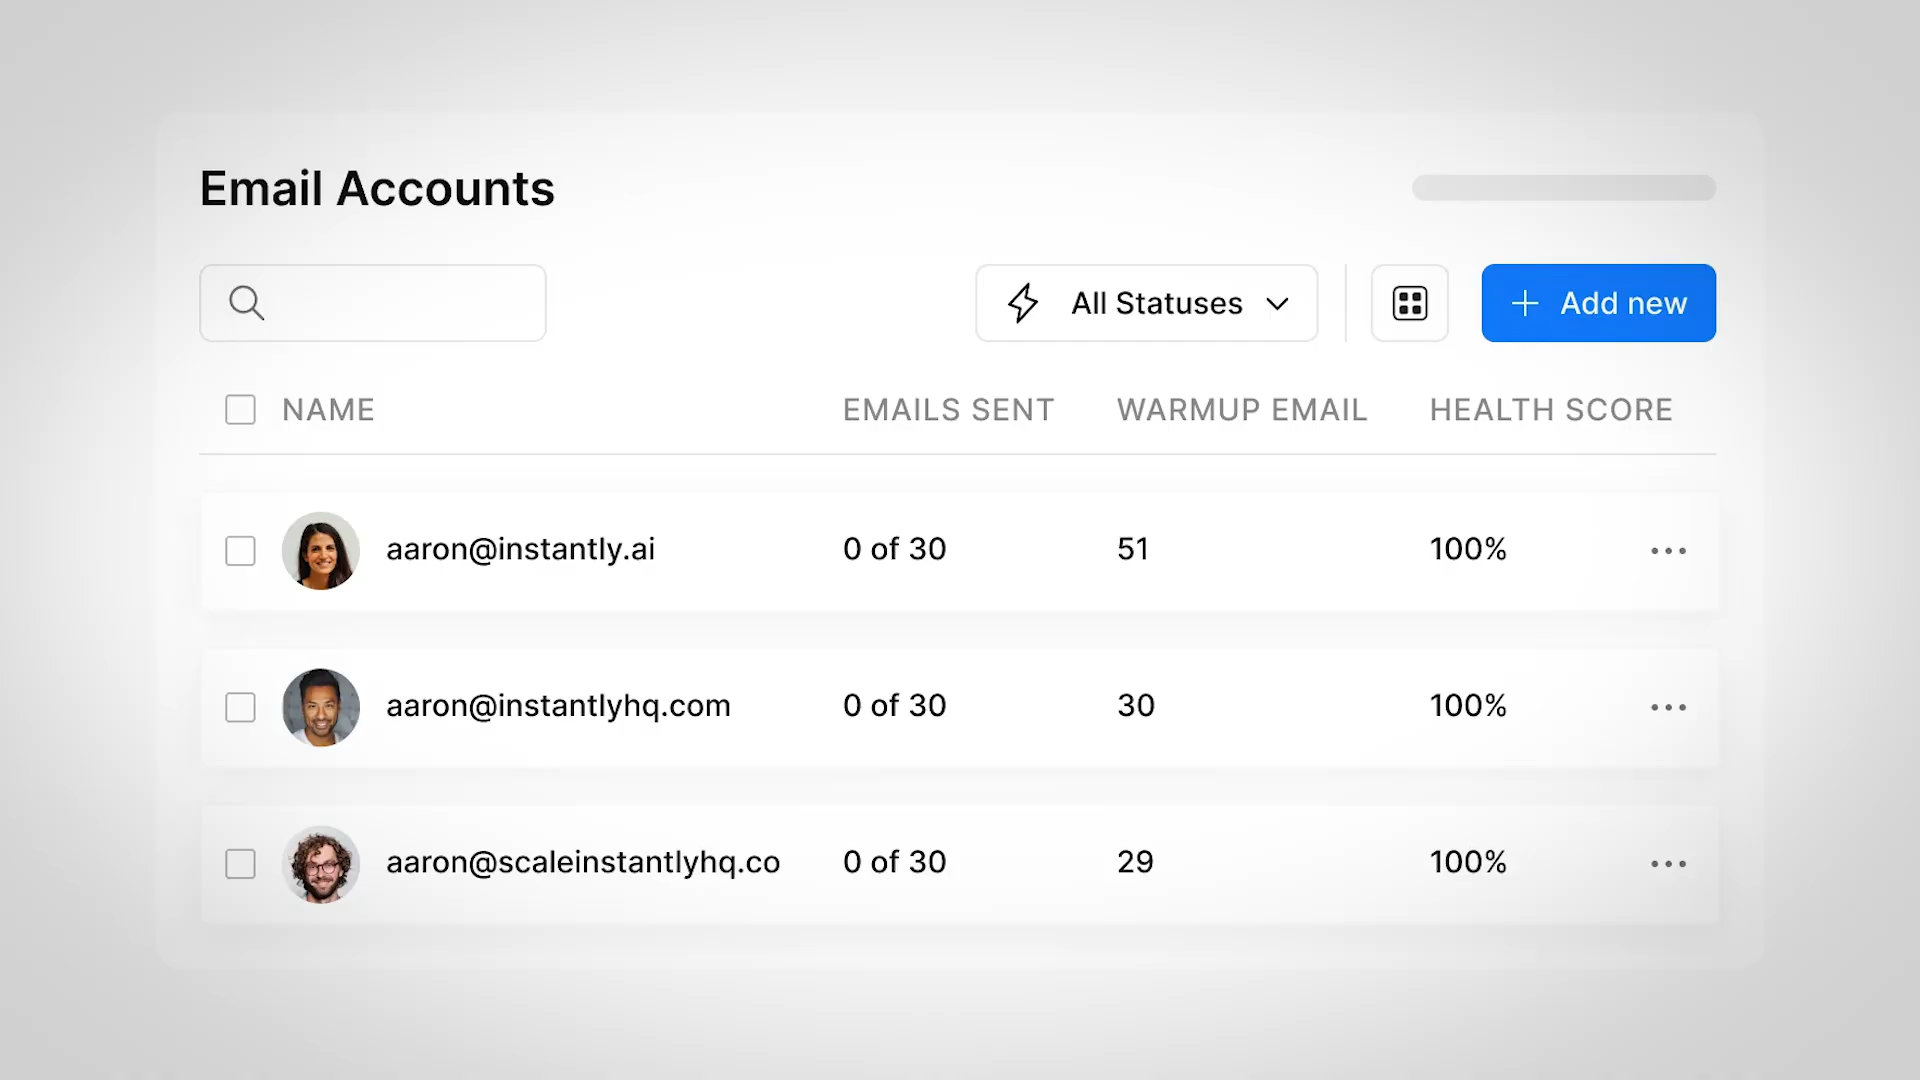 Email Accounts
All Statuses
Add new
NAME EMAILS SENT WARMUP EMAIL HEALTH SCORE
aaron@instantly.ai 0 of 30 51 100%
aaron@instantlyhq.com 0 of 30 30 100%
aaron@scaleinstantlyhq.co 0 of 30 29 100%